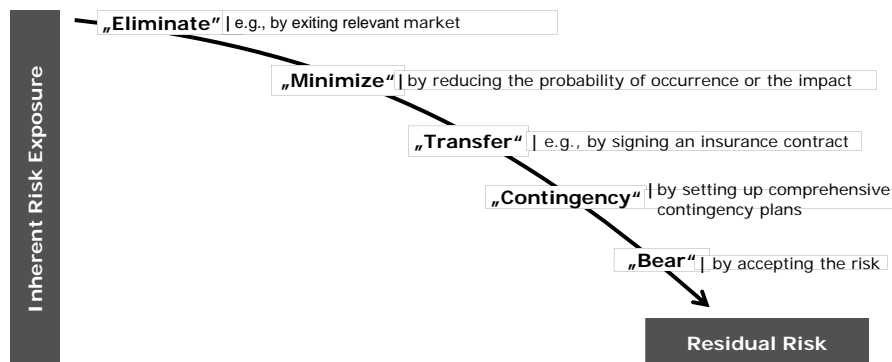 Inherent Risk Exposure
„Eliminate" | e.g., by exiting relevant market
„Minimize“ | by reducing the probability of occurrence or the impact
„Transfer“ | e.g., by signing an insurance contract
„Contingency“ | by setting up comprehensive
contingency plans
„Bear“ | by accepting the risk
Residual Risk